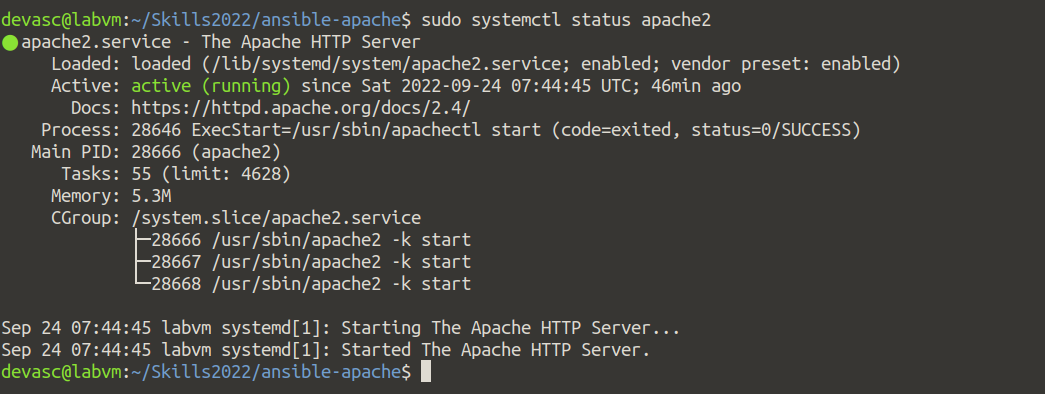 devasc@labvm:~/Skills2022/ansible-apache$ sudo systemctl status apache2
● apache2.service - The Apache HTTP Server
     Loaded: loaded (/lib/systemd/system/apache2.service; enabled; vendor preset: enabled)
     Active: active (running) since Sat 2022-09-24 07:44:45 UTC; 46min ago
       Docs: https://httpd.apache.org/docs/2.4/
    Process: 28646 ExecStart=/usr/sbin/apachectl start (code=exited, status=0/SUCCESS)
   Main PID: 28666 (apache2)
      Tasks: 55 (limit: 4628)
     Memory: 5.3M
     CGroup: /system.slice/apache2.service
             ├─28666 /usr/sbin/apache2 -k start
             ├─28667 /usr/sbin/apache2 -k start
             └─28668 /usr/sbin/apache2 -k start

Sep 24 07:44:45 labvm systemd[1]: Starting The Apache HTTP Server...
Sep 24 07:44:45 labvm systemd[1]: Started The Apache HTTP Server.
devasc@labvm:~/Skills2022/ansible-apache$